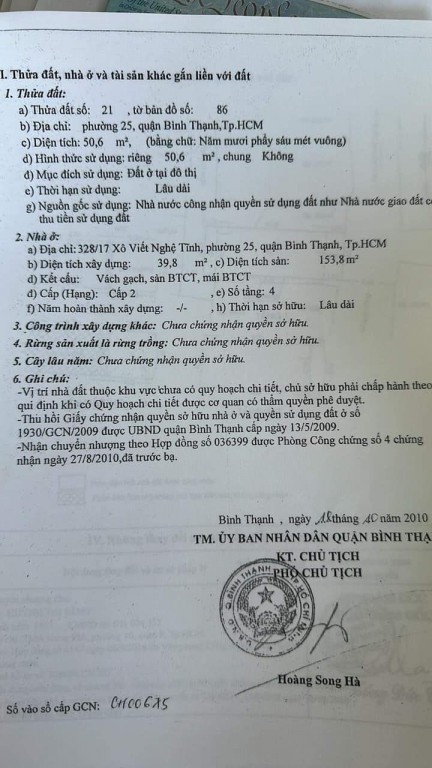 I. Thửa đất, nhà ở và tài sản khác gắn liền với đất
1. Thửa đất:
a) Thửa đất số: 21 , tờ bản đồ số: 86
b) Địa chỉ: phường 25, quận Bình Thạnh,Tp.HCM
c) Diện tích: 50,6 m², (bằng chữ: Năm mươi phẩy sáu mét vuông)
d) Hình thức sử dụng: riêng 50,6 m² , chung Không
đ) Mục đích sử dụng: Đất ở tại đô thị
e) Thời hạn sử dụng: Lâu dài
g) Nguồn gốc sử dụng: Nhà nước công nhận quyền sử dụng đất như Nhà nước giao đất c
thu tiền sử dụng đất
2. Nhà ở:
a) Địa chỉ: 328/17 Xô Viết Nghệ Tĩnh, phường 25, quận Bình Thạnh, Tp.HCM
b) Diện tích xây dựng: 39,8 m² , c) Diện tích sàn: 153,8 m²
d) Kết cấu: Vách gạch, sàn BTCT, mái BTCT
đ) Cấp (Hạng): Cấp 2 , e) Số tầng: 4
f) Năm hoàn thành xây dựng: -/- , h) Thời hạn sở hữu: Lâu dài
3. Công trình xây dựng khác: Chưa chứng nhận quyền sở hữu.
4. Rừng sản xuất là rừng trồng: Chưa chứng nhận quyền sở hữu.
5. Cây lâu năm: Chưa chứng nhận quyền sở hữu.
6. Ghi chú:
-Vị trí nhà đất thuộc khu vực chưa có quy hoạch chi tiết, chủ sở hữu phải chấp hành theo
qui định khi có Quy hoạch chi tiết được cơ quan có thẩm quyền phê duyệt.
-Thu hồi Giấy chứng nhận quyền sở hữu nhà ở và quyền sử dụng đất ở số
1930/GCN/2009 được UBND quận Bình Thạnh cấp ngày 13/5/2009.
-Nhận chuyển nhượng theo Hợp đồng số 036399 được Phòng Công chứng số 4 chứng
nhận ngày 27/8/2010,đã trước bạ.
Bình Thạnh , ngày tháng 10 năm 2010
TM. ỦY BAN NHÂN DÂN QUẬN BÌNH THẠ
KT. CHỦ TỊCH
PHÓ CHỦ TỊCH
Hoàng Song Hà
Số vào sổ cấp GCN: CH00675